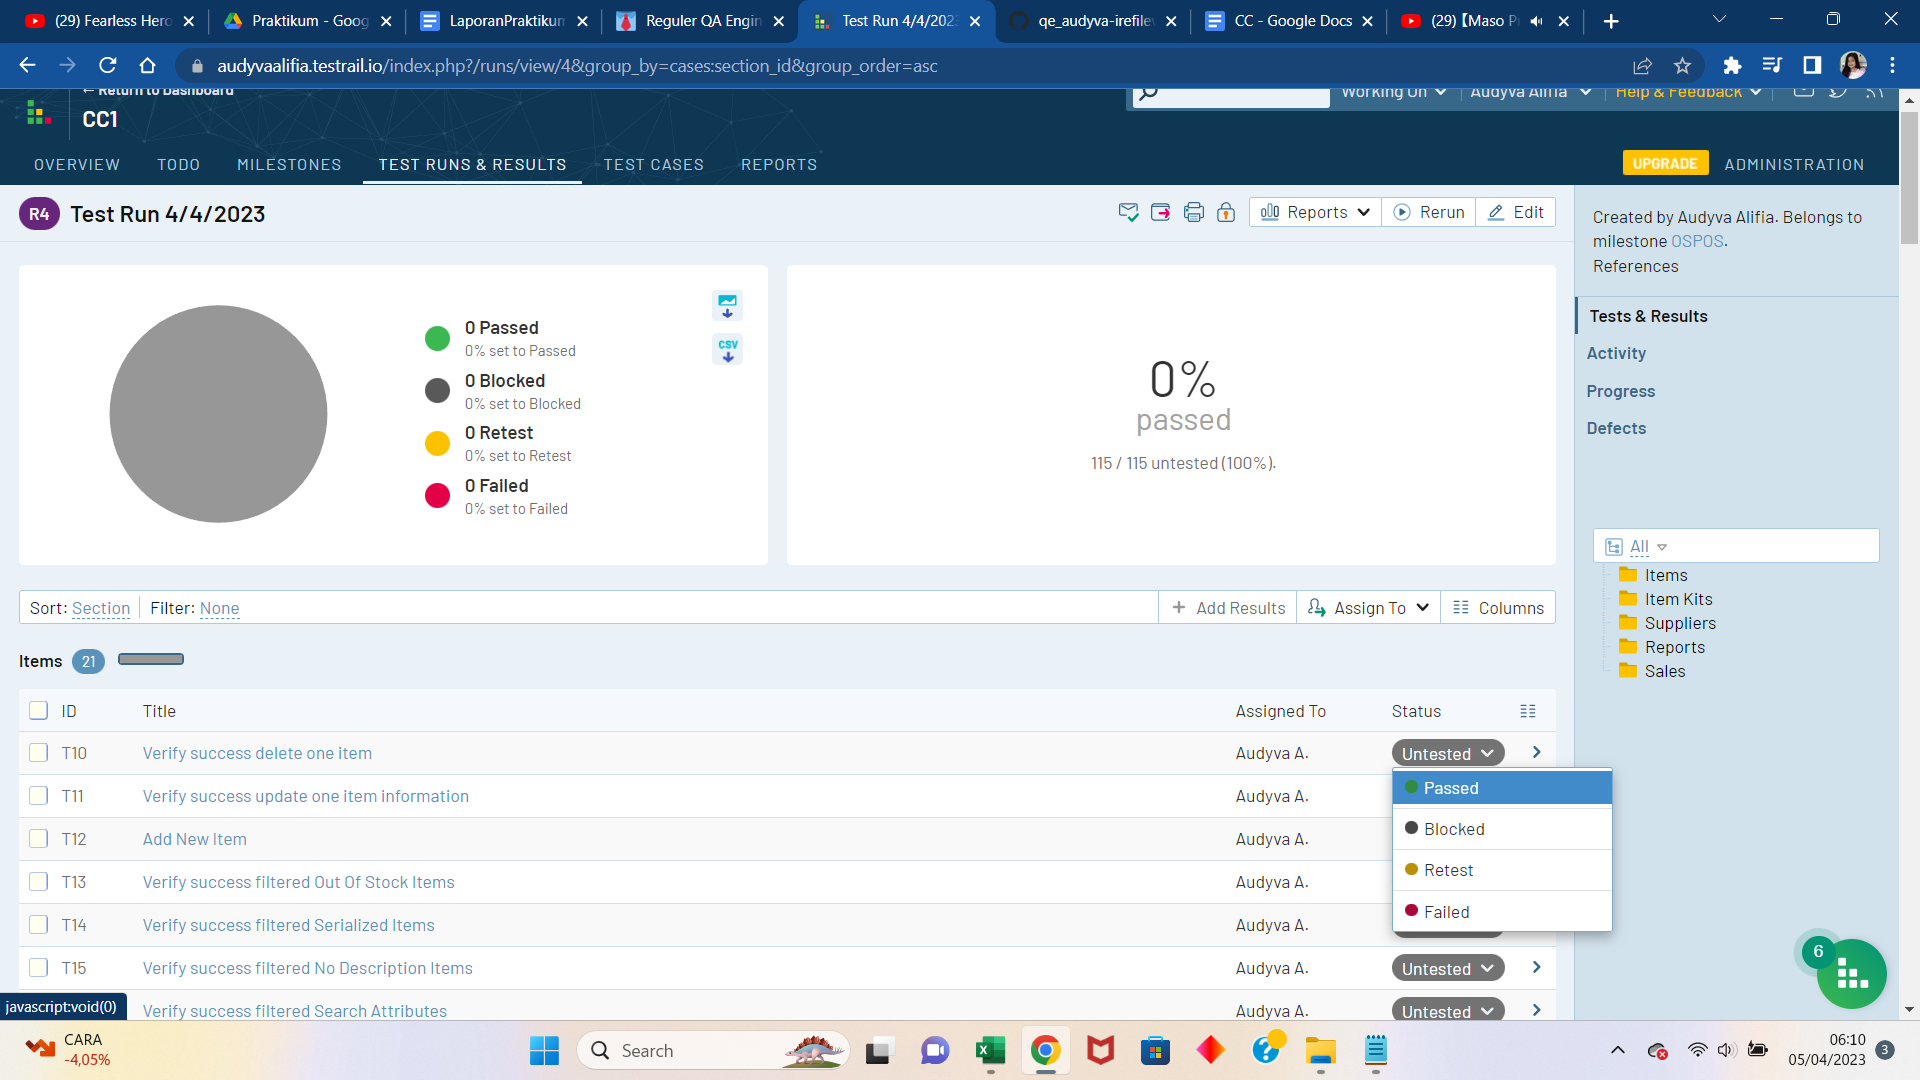 (29) Fearless Hero
Praktikum - Goog
LaporanPraktikum
Reguler QA Engin
Test Run 4/4/202
qe_audyva-irefile
CC - Google Docs
(29) 【Maso P
audyvaalifia.testrail.io/index.php?/runs/view/4&group_by=cases:section_id&group_order=asc
← Return to Dashboard
CC1
Working On
Audyva Alifia
Help & Feedback
OVERVIEW
TODO
MILESTONES
TEST RUNS & RESULTS
TEST CASES
REPORTS
UPGRADE
ADMINISTRATION
R4
Test Run 4/4/2023
Reports
Rerun
Edit
Created by Audyva Alifia. Belongs to
milestone OSPOS.
References
0 Passed
0% set to Passed
0 Blocked
0% set to Blocked
0 Retest
0% set to Retest
0 Failed
0% set to Failed
CSV
0%
passed
115 / 115 untested (100%).
Tests & Results
Activity
Progress
Defects
All
Items
Item Kits
Suppliers
Reports
Sales
Sort: Section
Filter: None
Add Results
Assign To
Columns
Items 21
ID Title Assigned To Status
T10 Verify success delete one item Audyva A. Untested
T11 Verify success update one item information Audyva A.
T12 Add New Item Audyva A.
T13 Verify success filtered Out Of Stock Items Audyva A.
T14 Verify success filtered Serialized Items Audyva A.
T15 Verify success filtered No Description Items Audyva A. Untested
Verify success filtered Search Attributes Audyva A. Untested
Passed
Blocked
Retest
Failed
6
javascript:void(0)
CARA
-4,05%
Search
06:10
05/04/2023
3